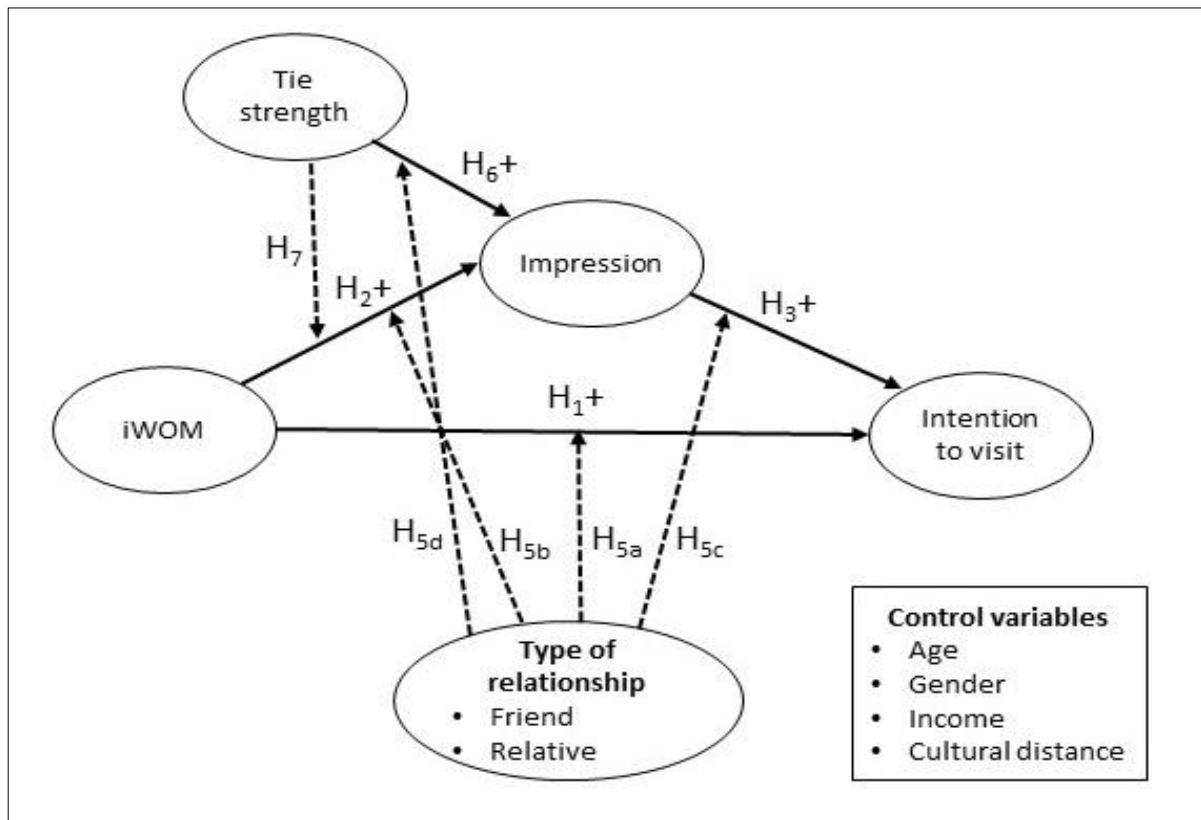 Tie
strength
H₆+
Impression
H₇
H₂+
H₃+
H₁+
iWOM
Intention
to visit
H₅d
H₅b
H₅a
H₅c
Type of
relationship
• Friend
• Relative
Control variables
• Age
• Gender
• Income
• Cultural distance